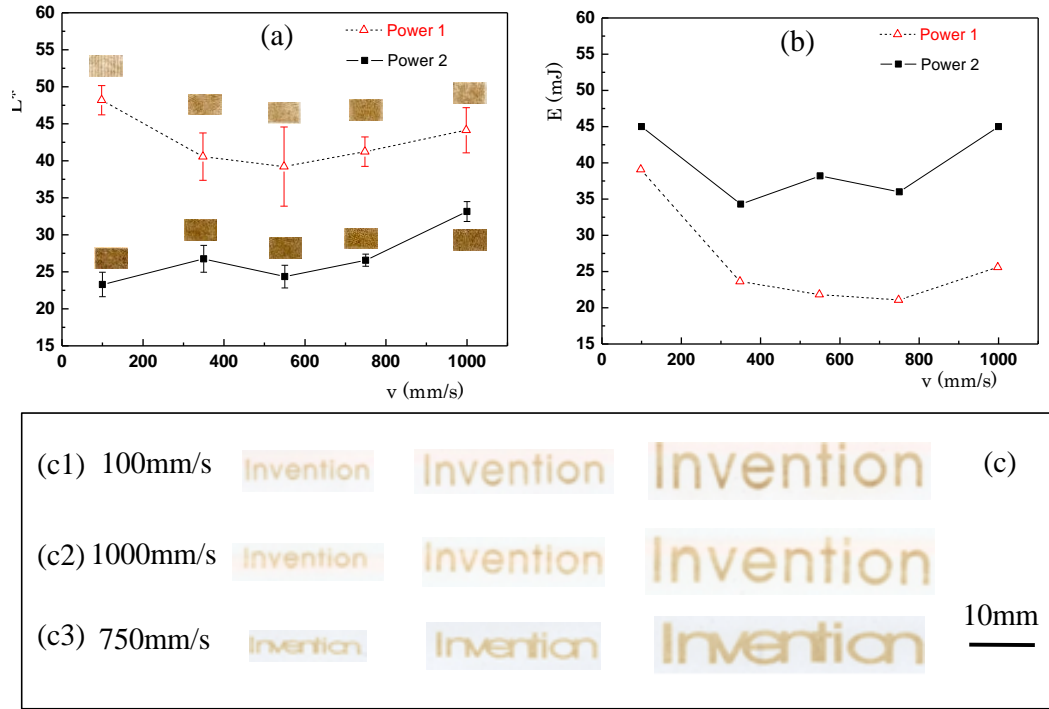 60
55
50
45
40
35
30
25
20
15
0 200 400 600 800 1000
v (mm/s)
(a)
Power 1
Power 2
E (mJ)
60
55
50
45
40
35
30
25
20
15
0 200 400 600 800 1000
v (mm/s)
(b)
Power 1
Power 2
(c1) 100mm/s Invention Invention Invention (c)
(c2) 1000mm/s Invention Invention Invention
(c3) 750mm/s Invention Invention Invention
10mm